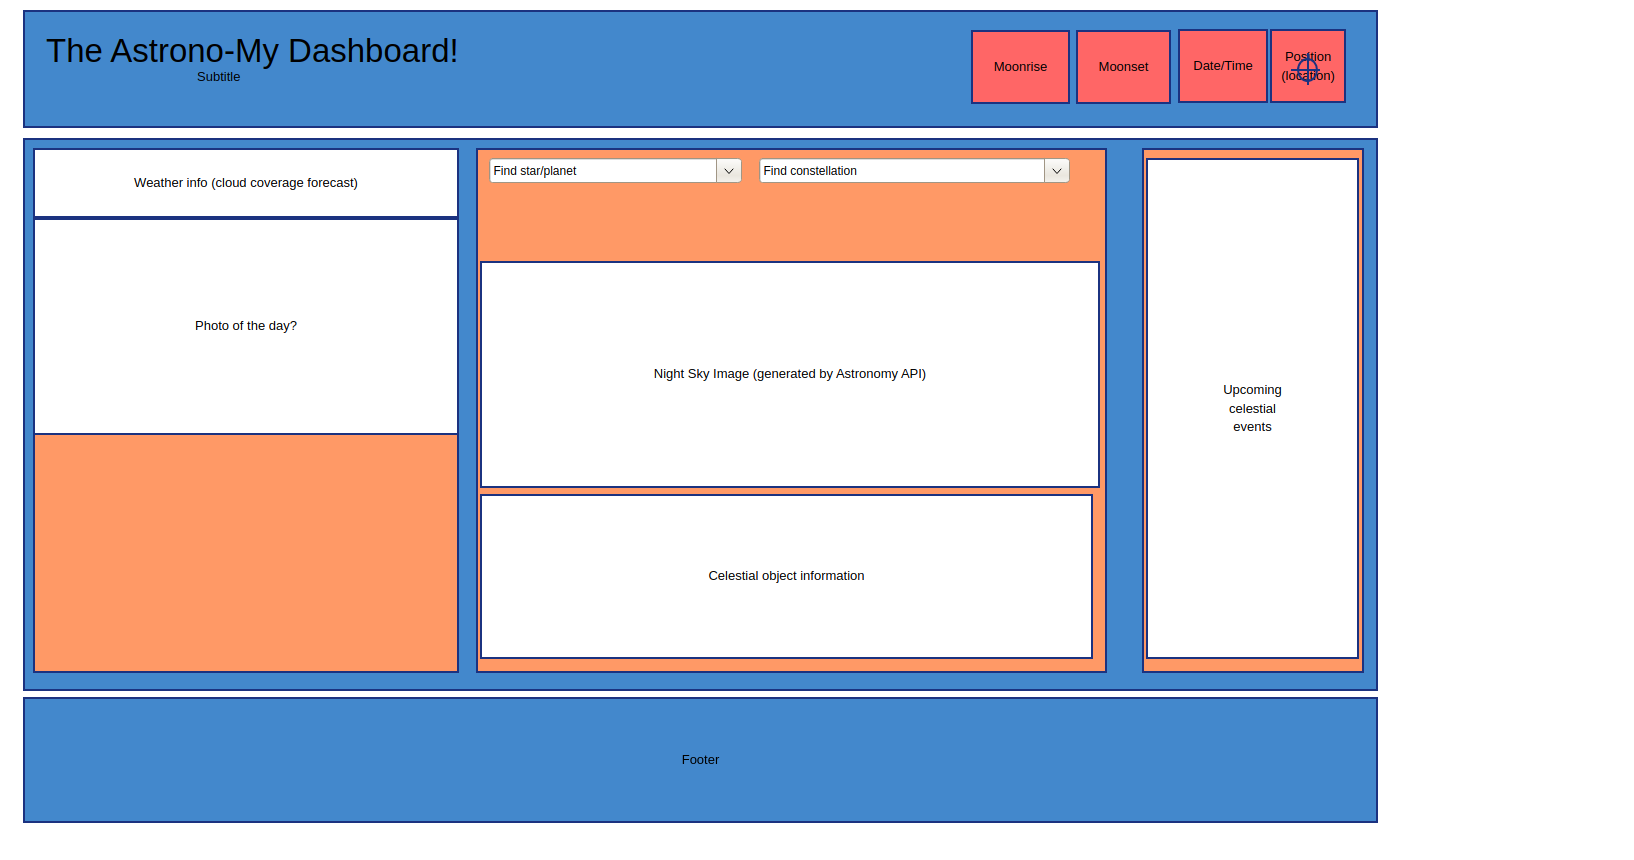 The Astrono-My Dashboard!
Subtitle
Moonrise
Moonset
Date/Time
Position
(location)
Weather info (cloud coverage forecast)
Photo of the day?
Find star/planet
Find constellation
Night Sky Image (generated by Astronomy API)
Celestial object information
Upcoming
celestial
events
Footer